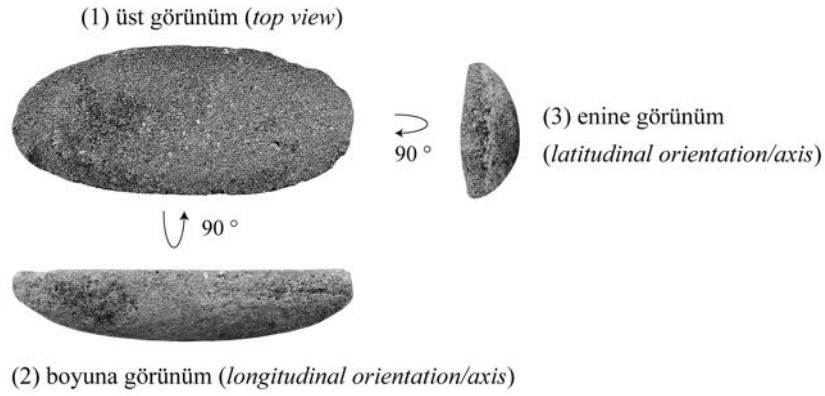 (1) üst görünüm (top view)
90 °
(3) enine görünüm
(latitudinal orientation/axis)
90 °
(2) boyuna görünüm (longitudinal orientation/axis)